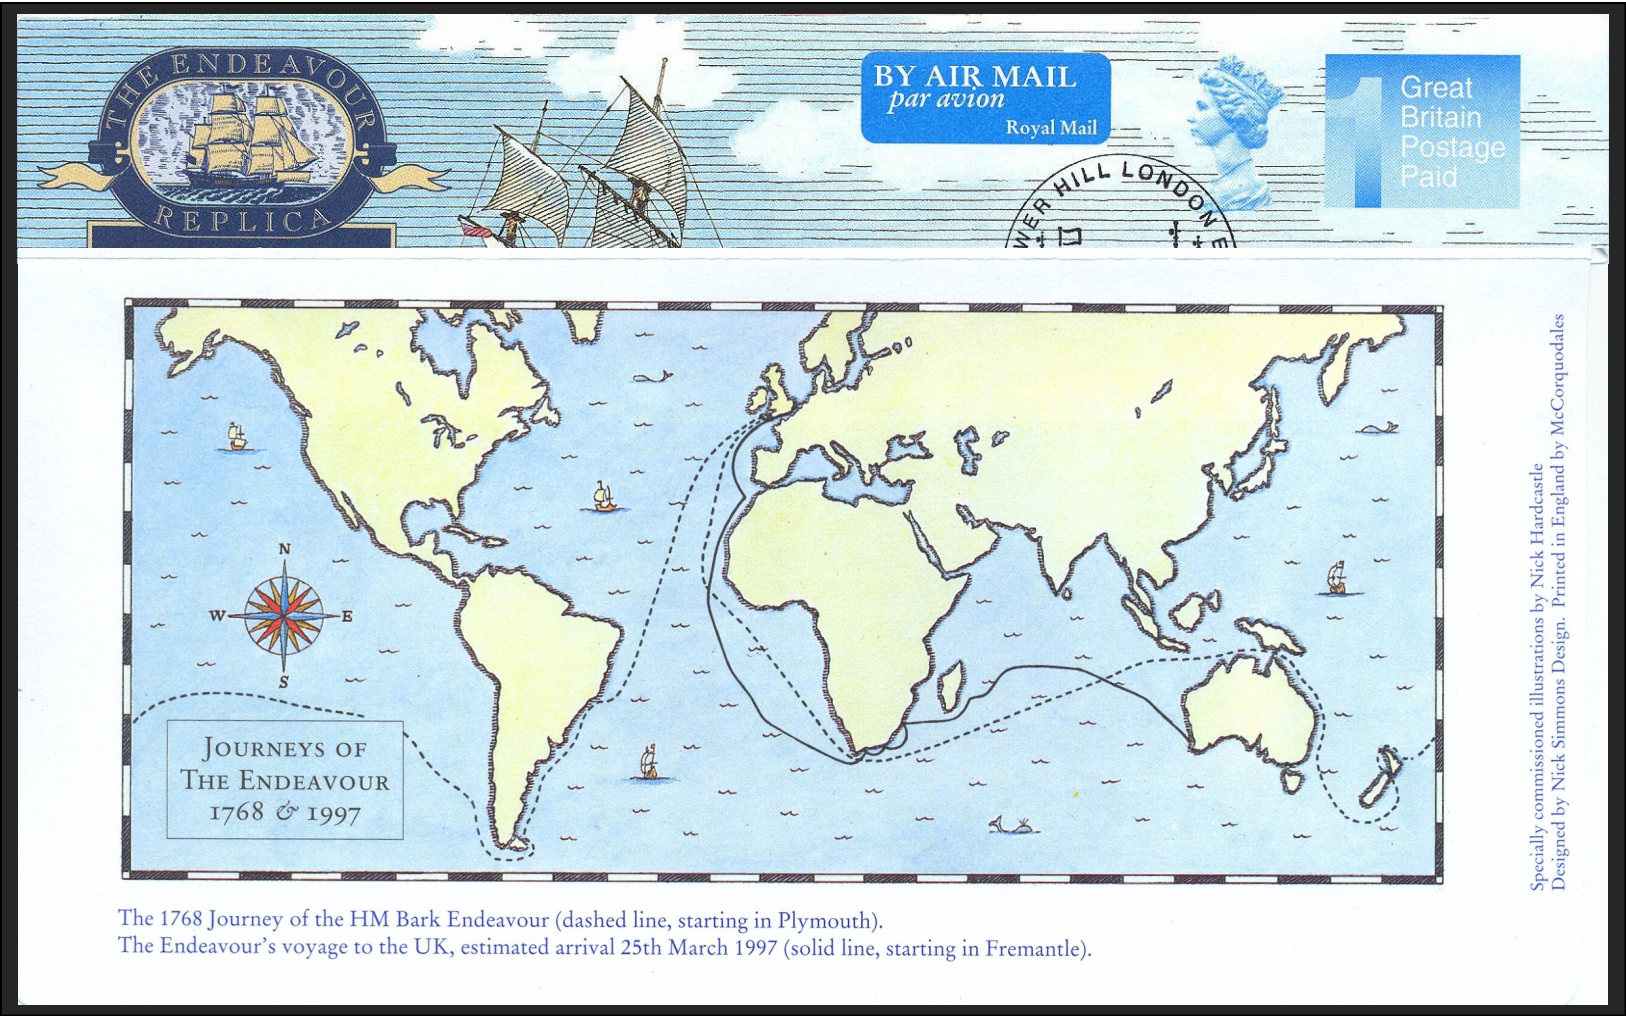 THE ENDEAVOUR
REPLICA
BY AIR MAIL
par avion
Royal Mail
WER HILL LONDON E
1
Great
Britain
Postage
Paid
N
W E
S
JOURNEYS OF
THE ENDEAVOUR
1768 & 1997
The 1768 Journey of the HM Bark Endeavour (dashed line, starting in Plymouth).
The Endeavour's voyage to the UK, estimated arrival 25th March 1997 (solid line, starting in Fremantle).
Specially commissioned illustrations by Nick Hardcastle
Designed by Nick Simmons Design. Printed in England by McCorquodales